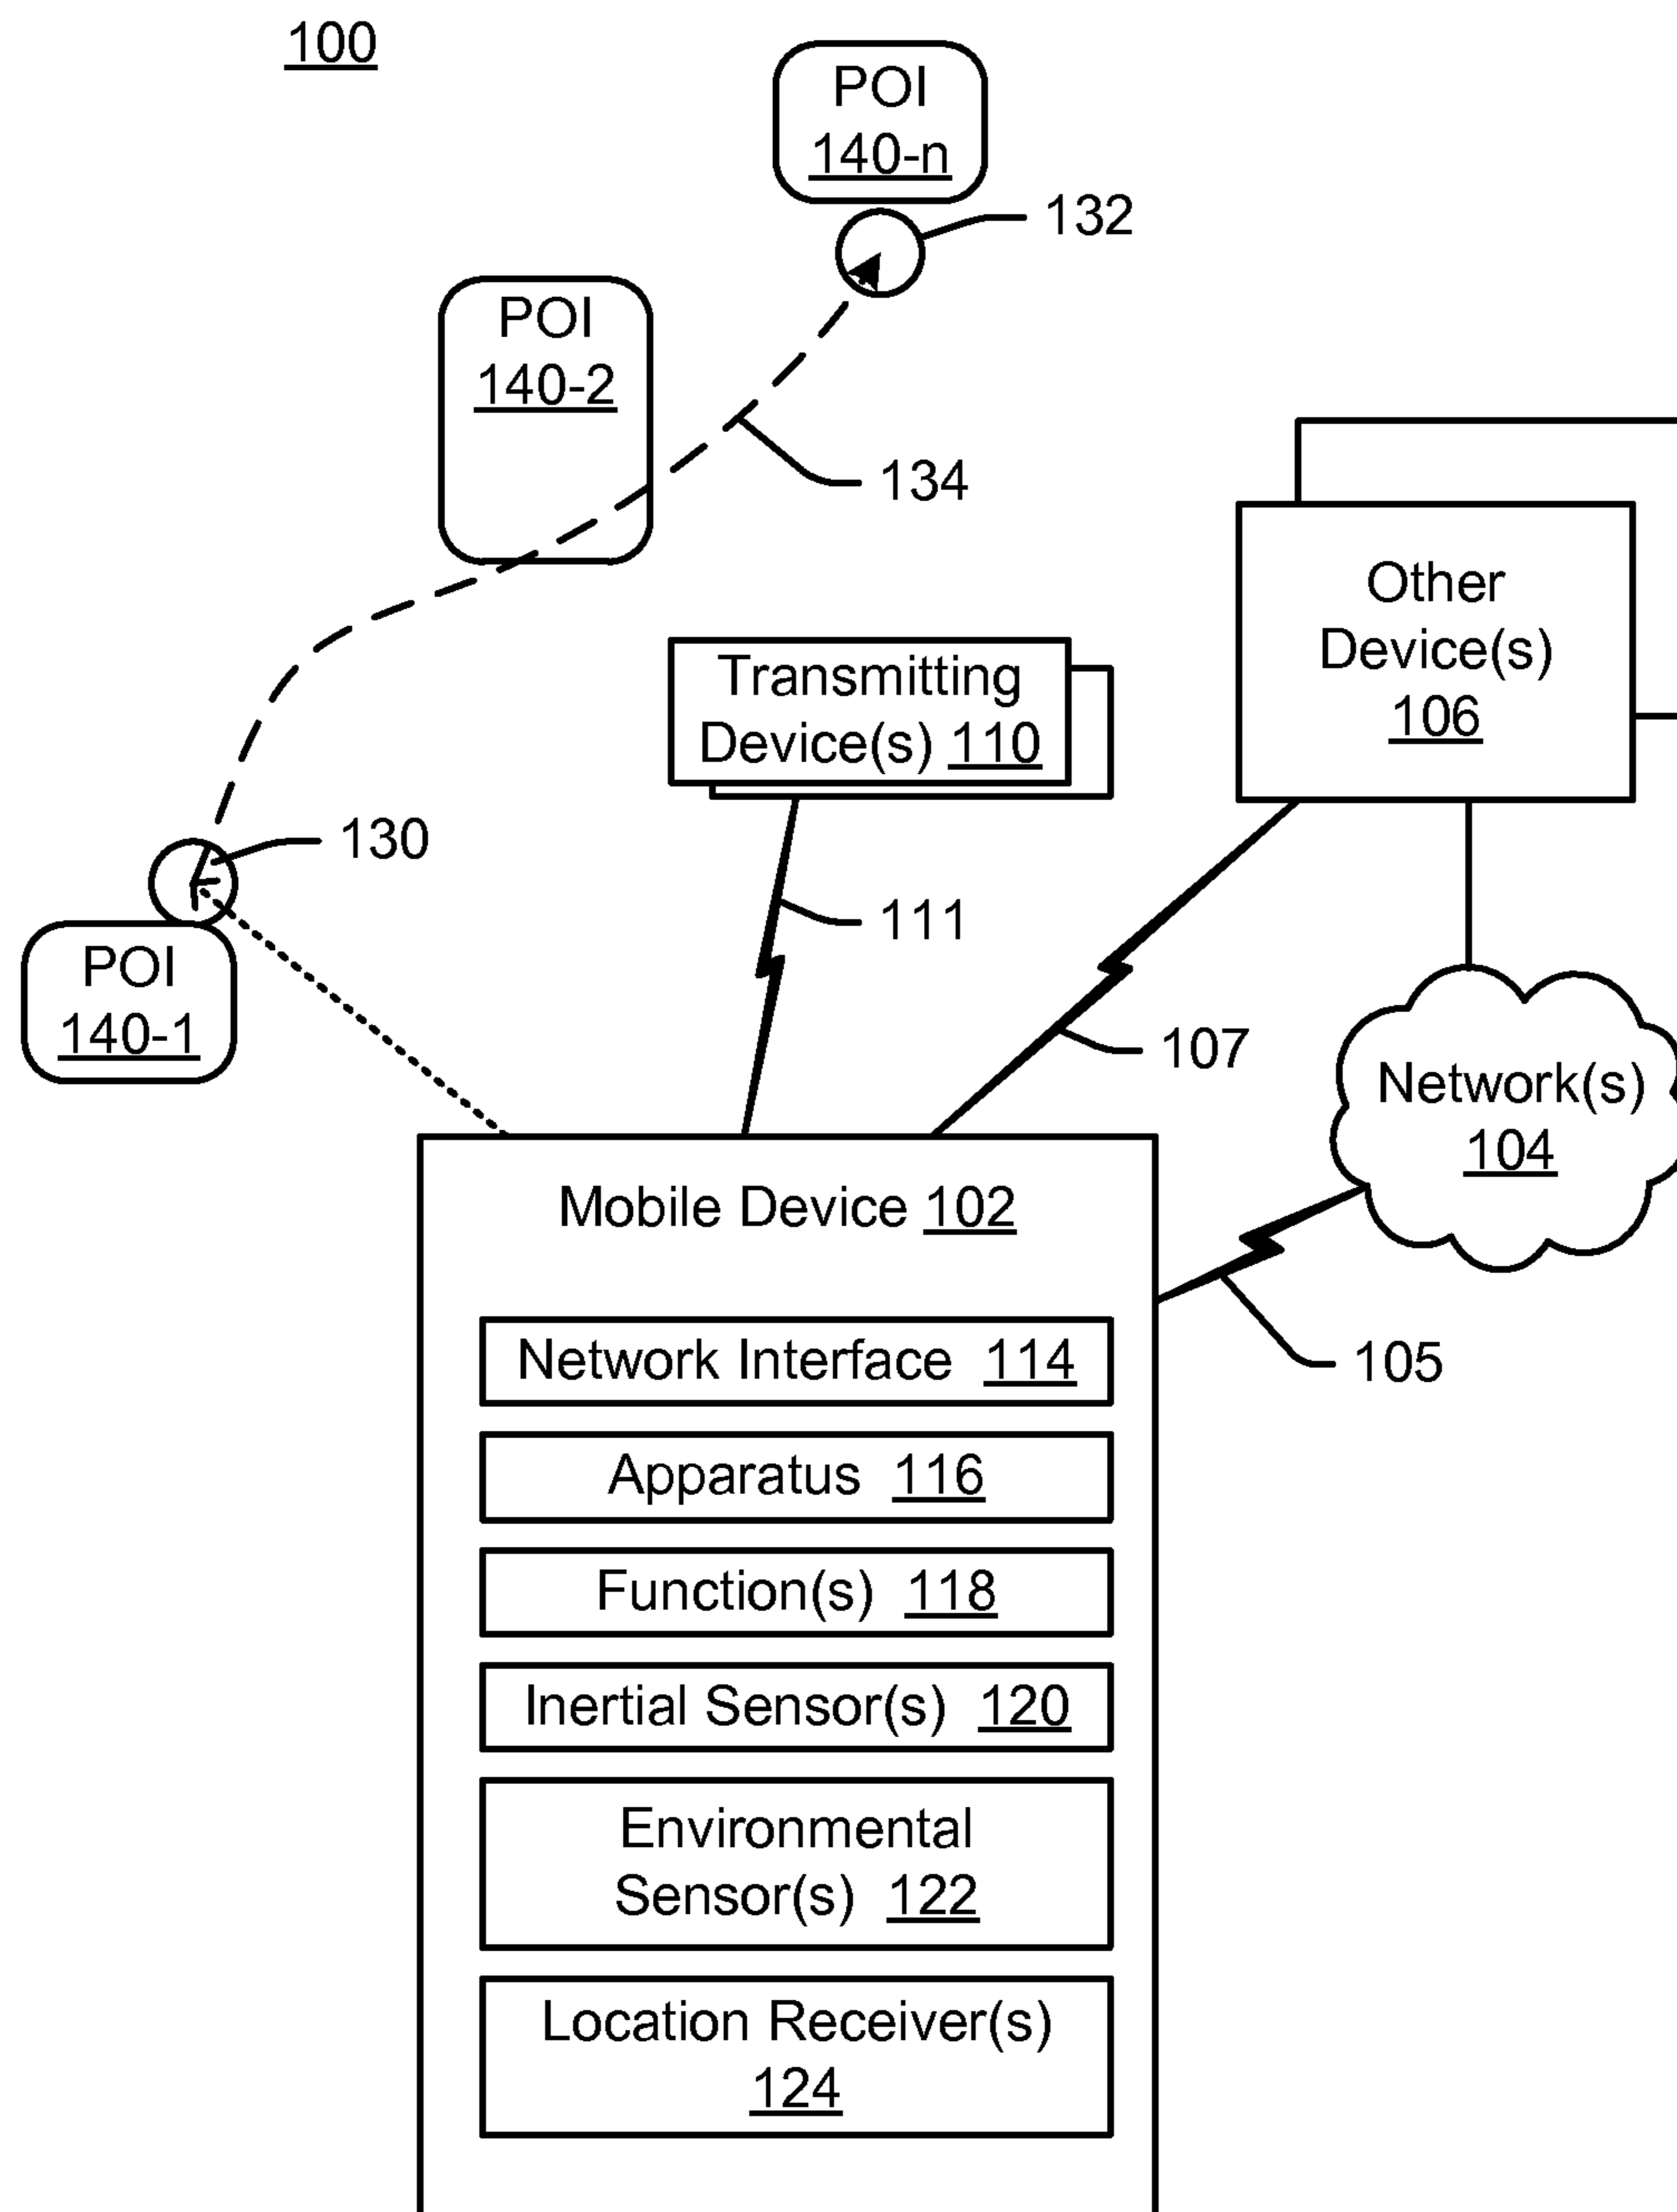 100
POI
140-n
132
POI
140-2
134
Other
Device(s)
106
Transmitting
Device(s) 110
130
111
POI
140-1
107
Network(s)
104
Mobile Device 102
105
Network Interface 114
Apparatus 116
Function(s) 118
Inertial Sensor(s) 120
Environmental
Sensor(s) 122
Location Receiver(s)
124